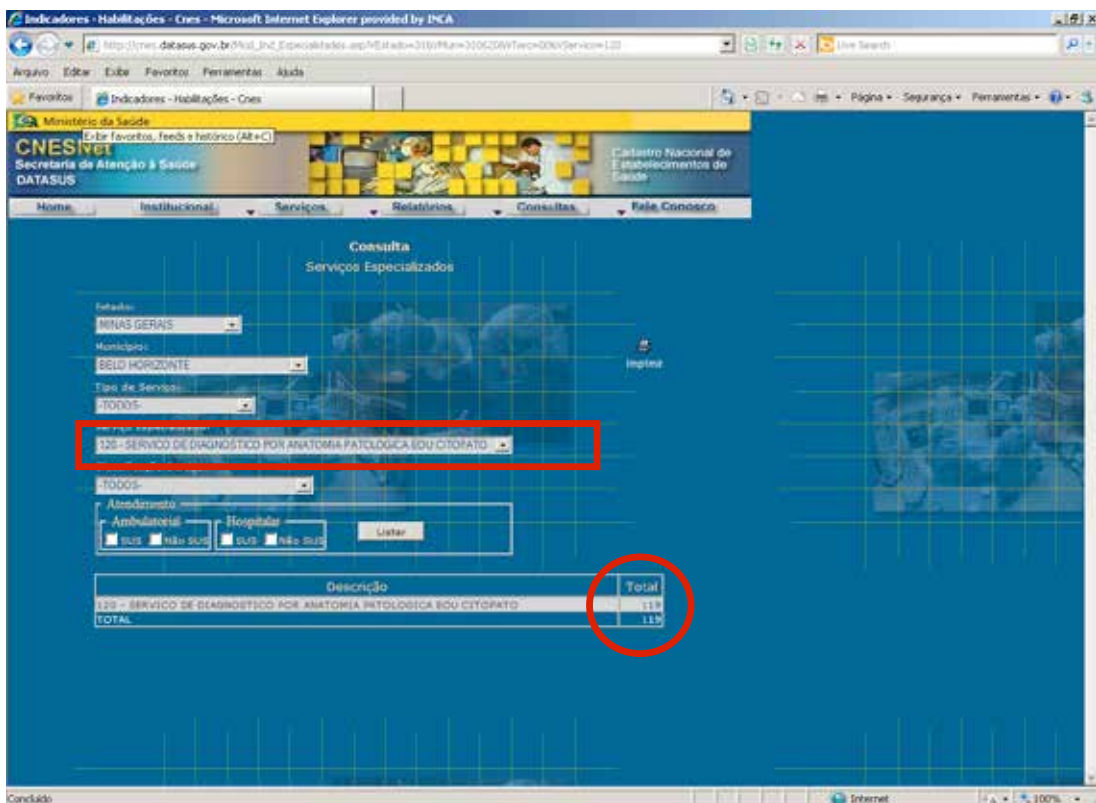 Indicadores - Habilitações - Cnes - Microsoft Internet Explorer provided by INCA
Live Search
Arquivo Editar Exibir Favoritos Ferramentas Ajuda
Favoritos Indicadores - Habilitações - Cnes Página Segurança Ferramentas
Ministério da Saúde
Exibir favoritos, feeds e histórico (Alt+C)
CNESNet
Secretaria de Atenção à Saúde
DATASUS
Cadastro Nacional de
Estabelecimentos de
Saúde
Home Institucional Serviços Relatórios Consultas Fale Conosco
Consulta
Serviços Especializados
Estado:
MINAS GERAIS
Município:
BELO HORIZONTE
Imprimir
Tipo de Serviço:
-TODOS-
120 - SERVICO DE DIAGNOSTICO POR ANATOMIA PATOLOGICA EOU CITOPATO
-TODOS-
Atendimento
Ambulatorial Hospitalar
SUS Não SUS SUS Não SUS
Listar
Descrição Total
120 - SERVICO DE DIAGNOSTICO POR ANATOMIA PATOLOGICA EOU CITOPATO 119
TOTAL 119
Concluído Internet 100%